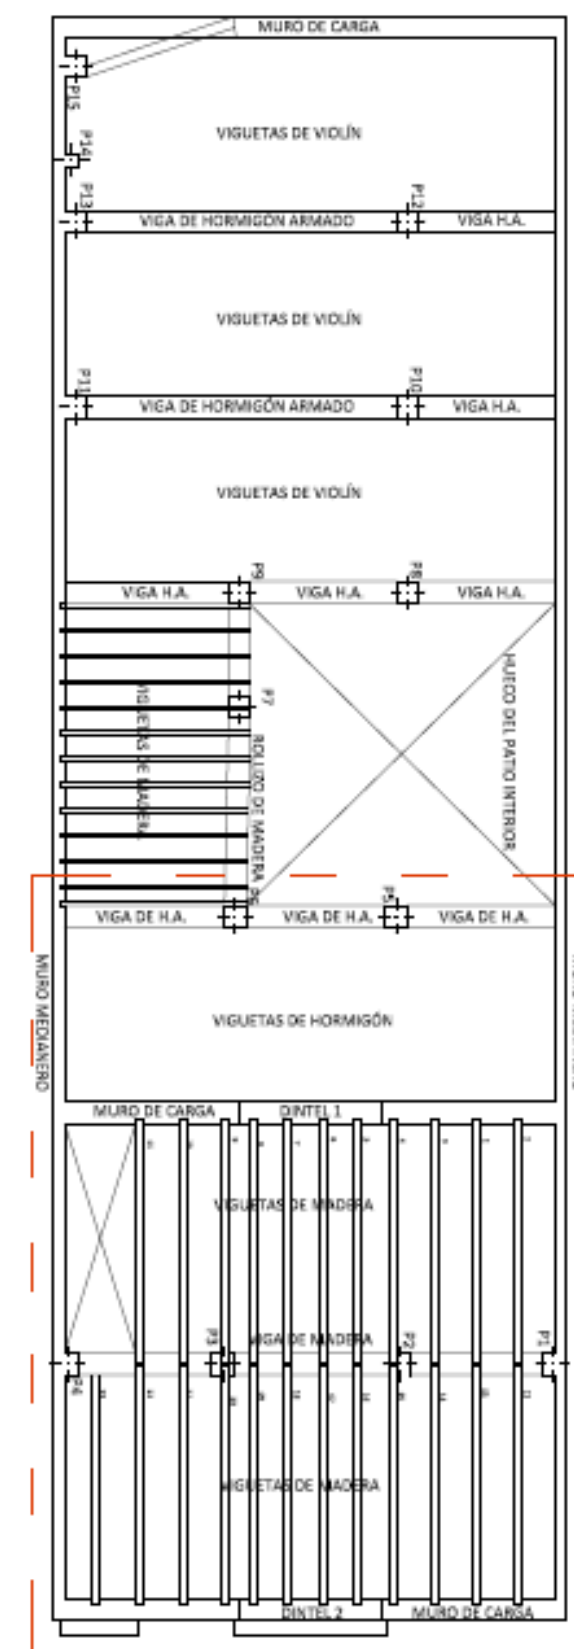 MURO DE CARGA
P15
VIGUETAS DE VIOLÍN
P14
P13
P12
VIGA DE HORMIGÓN ARMADO
VIGA H.A.
VIGUETAS DE VIOLÍN
P11
P10
VIGA DE HORMIGÓN ARMADO
VIGA H.A.
VIGUETAS DE VIOLÍN
P9
P8
VIGA H.A.
VIGA H.A.
VIGA H.A.
P7
VIGUETAS DE MADERA
ROLLIZO DE MADERA
HUECO DEL PATIO INTERIOR
P6
P5
VIGA DE H.A.
VIGA DE H.A.
VIGA DE H.A.
MURO MEDIANERO
VIGUETAS DE HORMIGÓN
MURO DE CARGA
DINTEL 1
VIGUETAS DE MADERA
P3
VIGA DE MADERA
P2
P1
P4
VIGUETAS DE MADERA
DINTEL 2
MURO DE CARGA